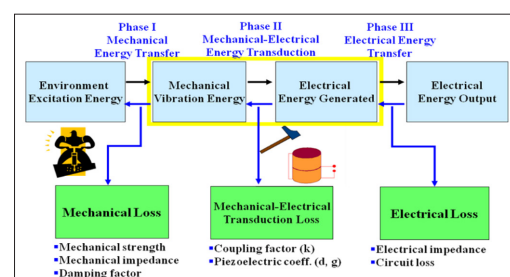 Phase I
Mechanical
Energy Transfer
Phase II
Mechanical-Electrical
Energy Transduction
Phase III
Electrical Energy
Transfer
Environment
Excitation Energy
Mechanical
Vibration Energy
Electrical
Energy Generated
Electrical
Energy Output
Mechanical Loss
Mechanical-Electrical
Transduction Loss
Electrical Loss
▪Mechanical strength
▪Mechanical impedance
▪Damping factor
▪Coupling factor (k)
▪Piezoelectric coeff. (d, g)
▪Electrical impedance
▪Circuit loss